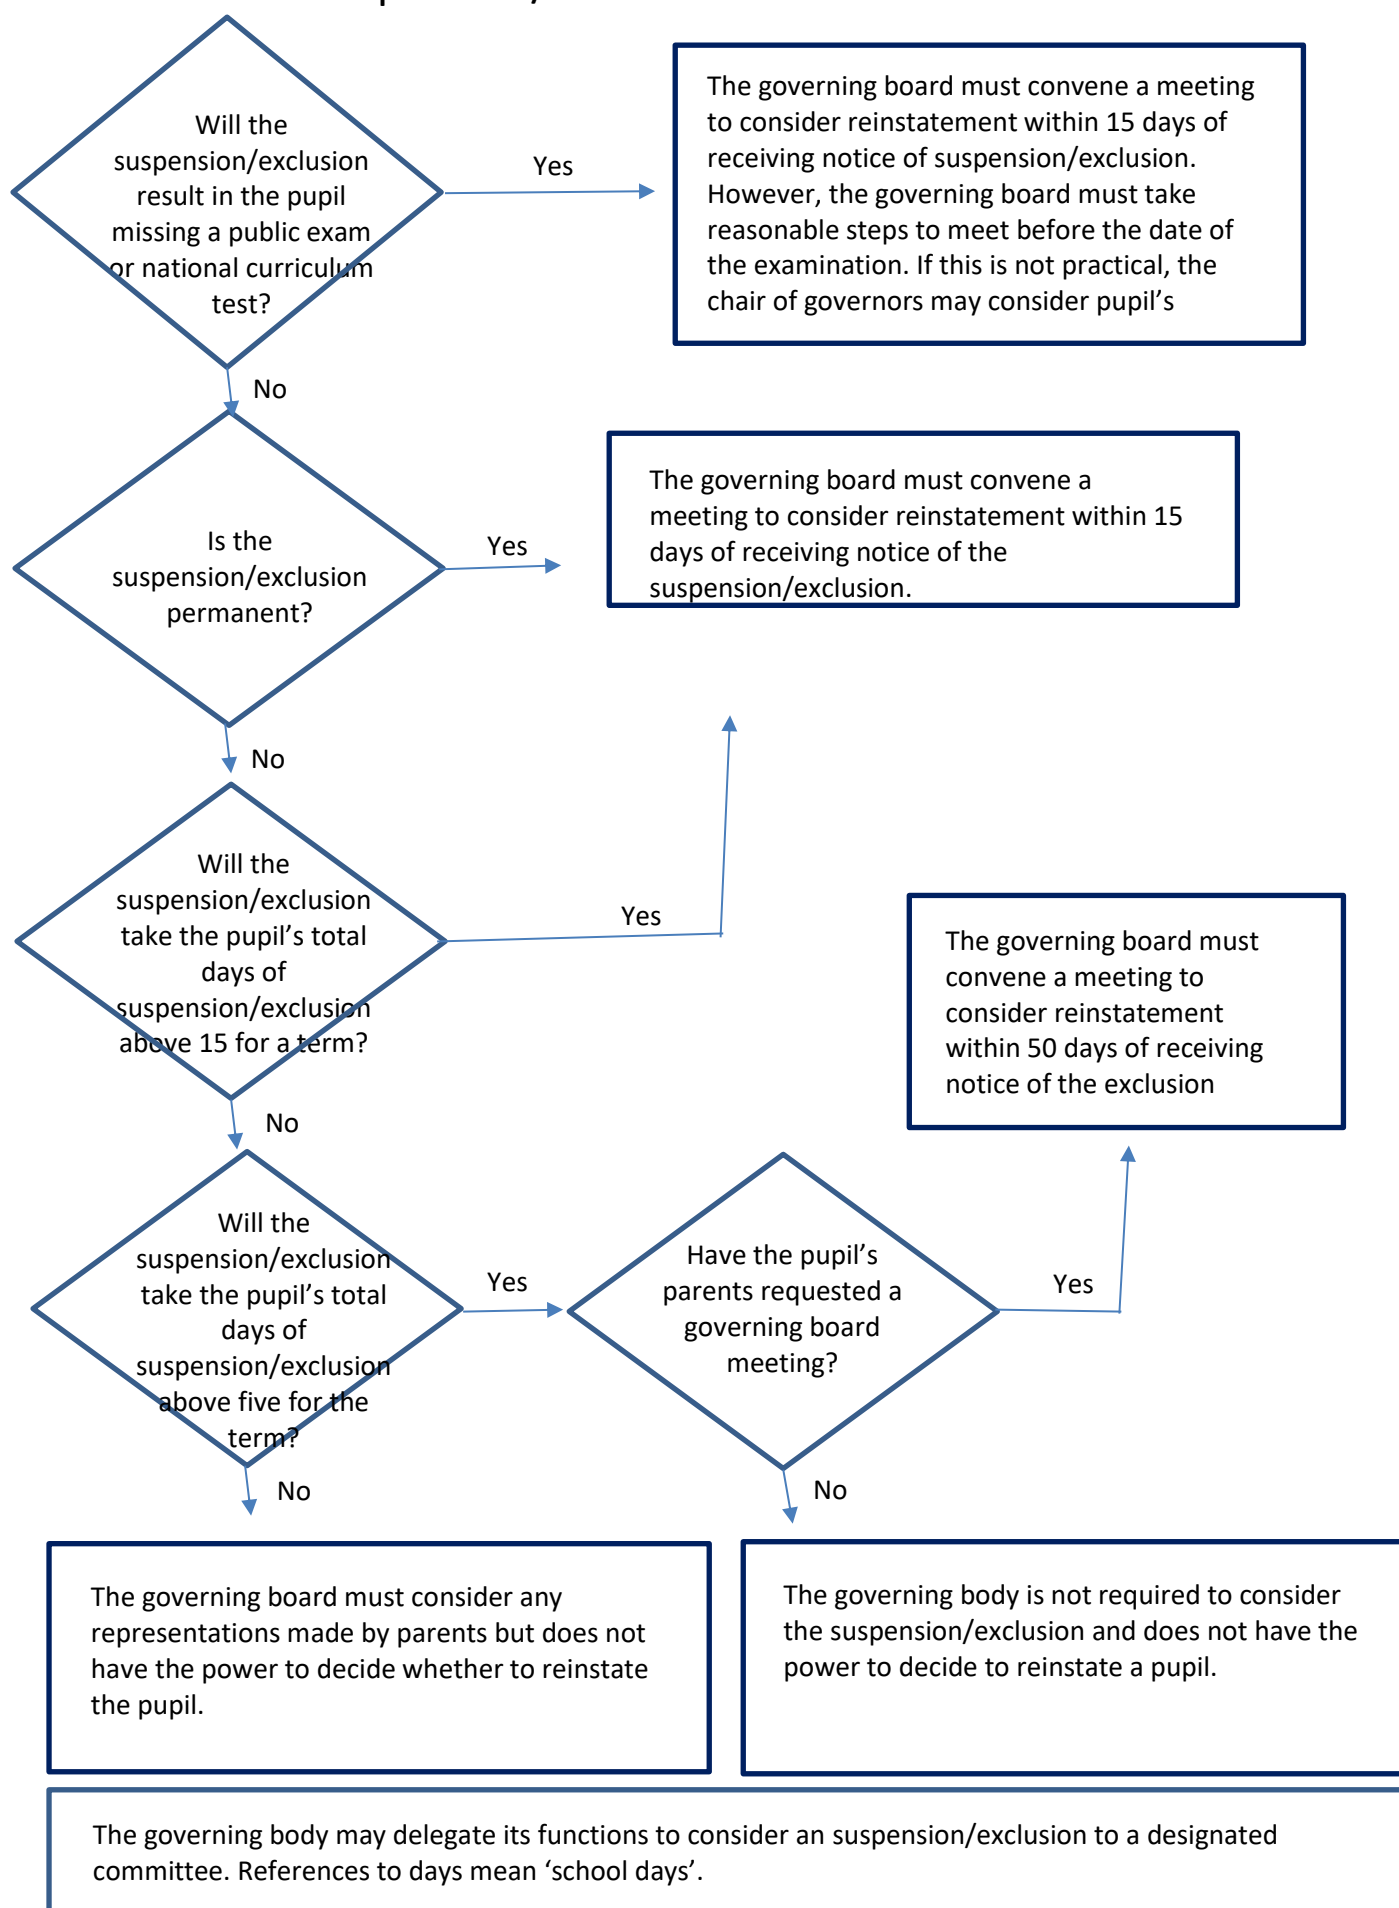 Will the
suspension/exclusion
result in the pupil
missing a public exam
or national curriculum
test?
Yes
The governing board must convene a meeting
to consider reinstatement within 15 days of
receiving notice of suspension/exclusion.
However, the governing board must take
reasonable steps to meet before the date of
the examination. If this is not practical, the
chair of governors may consider pupil’s
No
Is the
suspension/exclusion
permanent?
Yes
The governing board must convene a
meeting to consider reinstatement within 15
days of receiving notice of the
suspension/exclusion.
No
Will the
suspension/exclusion
take the pupil’s total
days of
suspension/exclusion
above 15 for a term?
Yes
The governing board must
convene a meeting to
consider reinstatement
within 50 days of receiving
notice of the exclusion
No
Will the
suspension/exclusion
take the pupil’s total
days of
suspension/exclusion
above five for the
term?
Yes
Have the pupil’s
parents requested a
governing board
meeting?
Yes
No
No
The governing board must consider any
representations made by parents but does not
have the power to decide whether to reinstate
the pupil.
The governing body is not required to consider
the suspension/exclusion and does not have the
power to decide to reinstate a pupil.
The governing body may delegate its functions to consider an suspension/exclusion to a designated
committee. References to days mean ‘school days’.